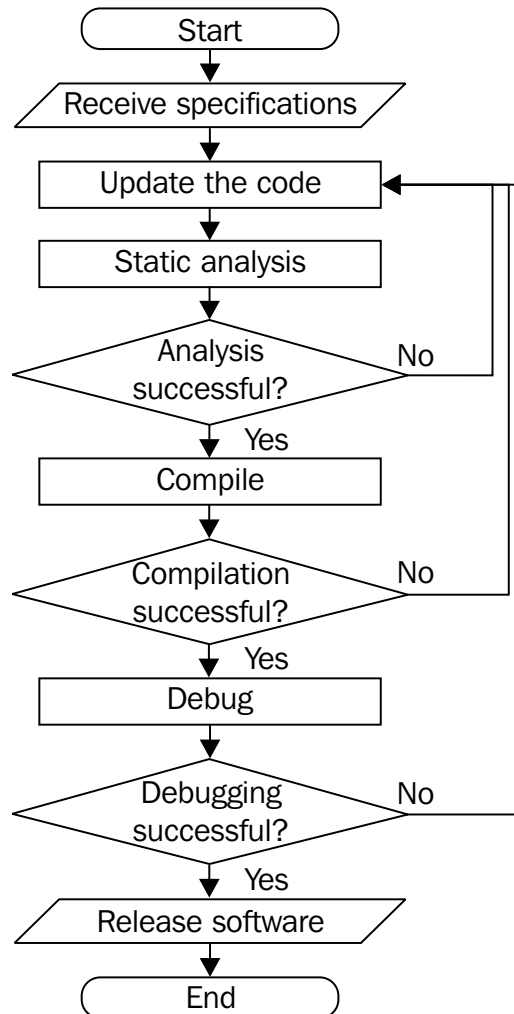 Start
Receive specifications
Update the code
Static analysis
Analysis
successful?
No
Yes
Compile
Compilation
successful?
No
Yes
Debug
Debugging
successful?
No
Yes
Release software
End